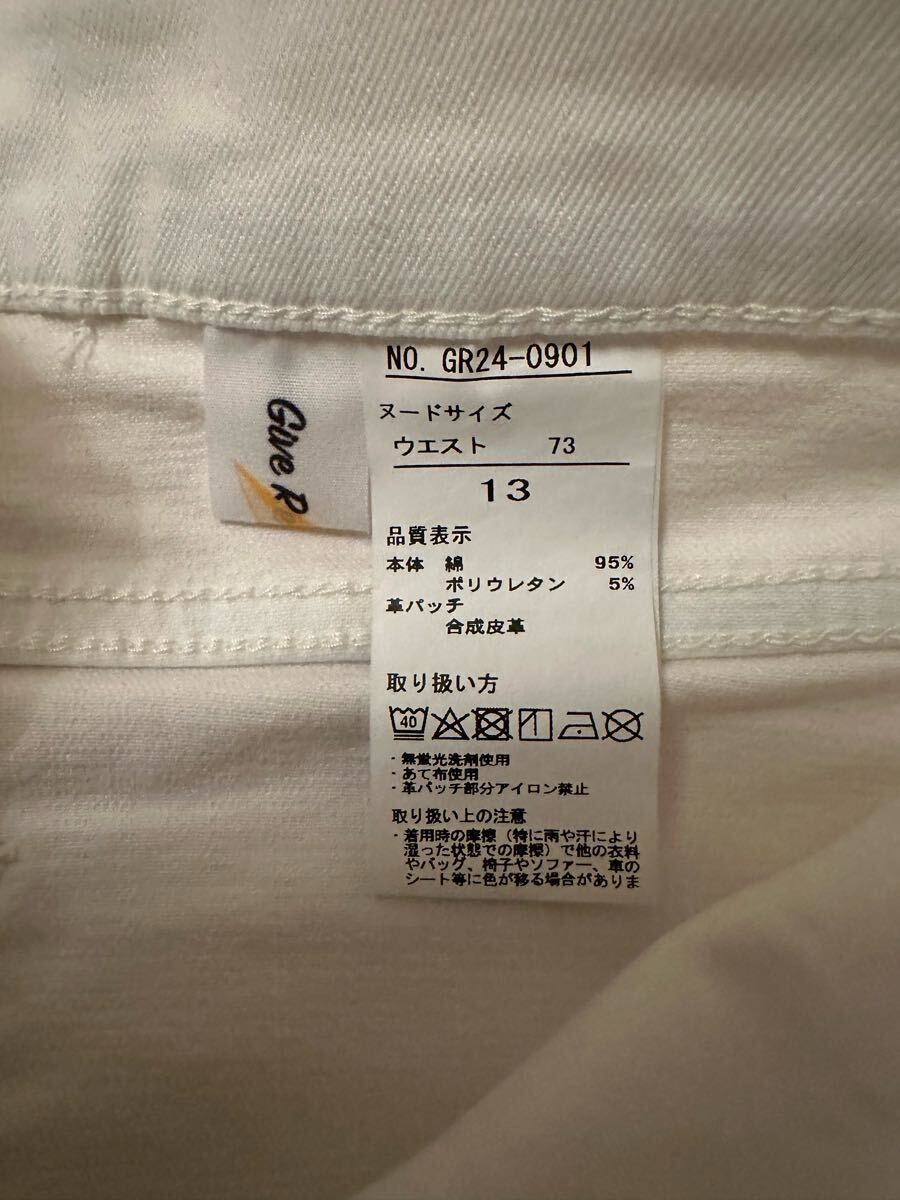 Give R
NO. GR24-0901
ヌードサイズ
ウエスト 73
13
品質表示
本体 綿 95%
ポリウレタン 5%
革パッチ
合成皮革
取り扱い方
40
・無蛍光洗剤使用
・あて布使用
・革パッチ部分アイロン禁止
取り扱い上の注意
・着用時の摩擦（特に雨や汗により
湿った状態での摩擦）で他の衣料
やバッグ、椅子やソファー、車の
シート等に色が移る場合がありま